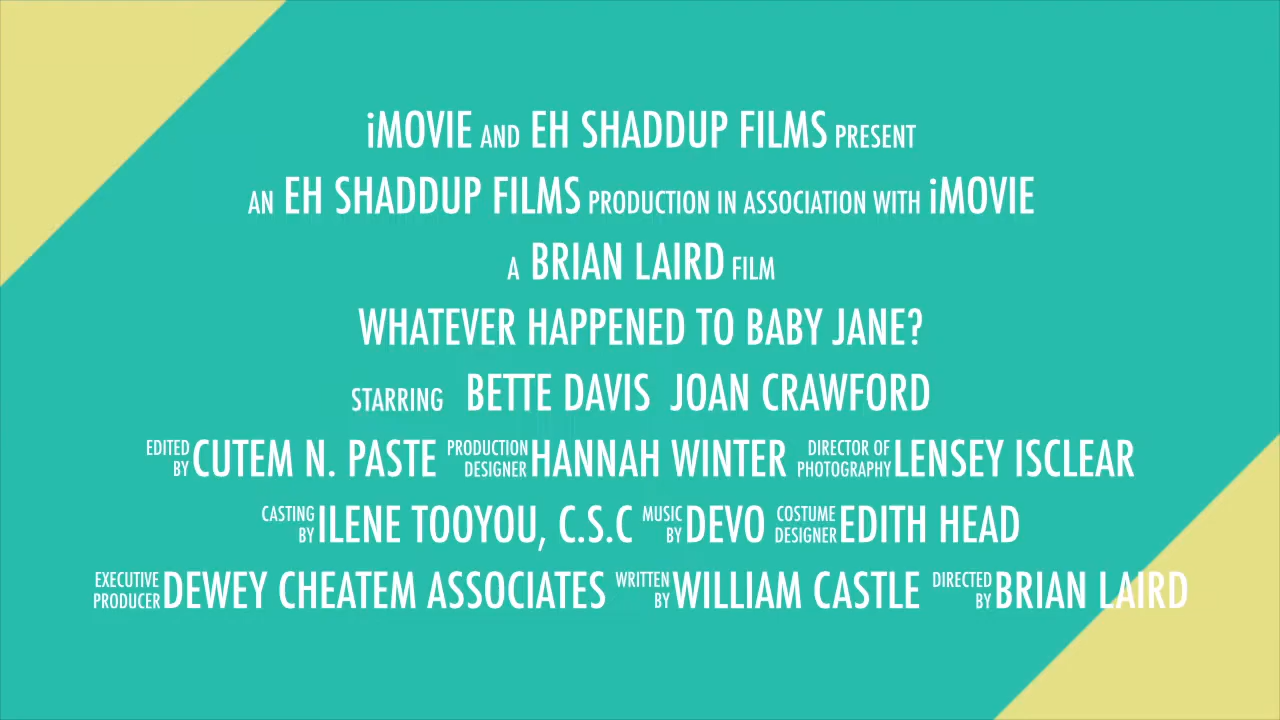 iMOVIE AND EH SHADDUP FILMS PRESENT
AN EH SHADDUP FILMS PRODUCTION IN ASSOCIATION WITH iMOVIE
A BRIAN LAIRD FILM
WHATEVER HAPPENED TO BABY JANE?
STARRING BETTE DAVIS JOAN CRAWFORD
EDITED BY CUTEM N. PASTE PRODUCTION DESIGNER HANNAH WINTER DIRECTOR OF PHOTOGRAPHY LENSEY ISCLEAR
CASTING BY ILENE TOOYOU, C.S.C MUSIC BY DEVO COSTUME DESIGNER EDITH HEAD
EXECUTIVE PRODUCER DEWEY CHEATEM ASSOCIATES WRITTEN BY WILLIAM CASTLE DIRECTED BY BRIAN LAIRD